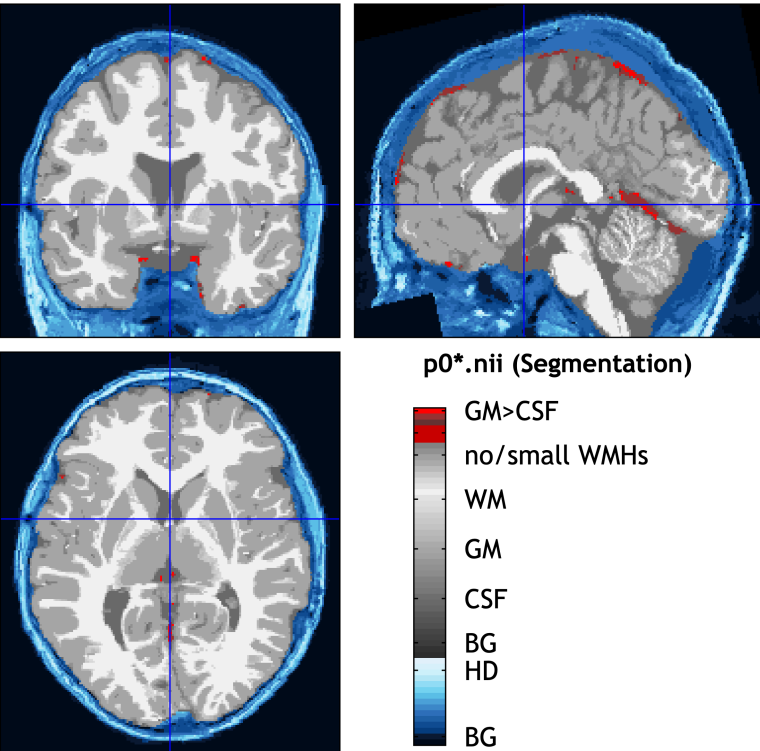 p0*.nii (Segmentation)
GM>CSF
no/small WMHs
WM
GM
CSF
BG
HD
BG